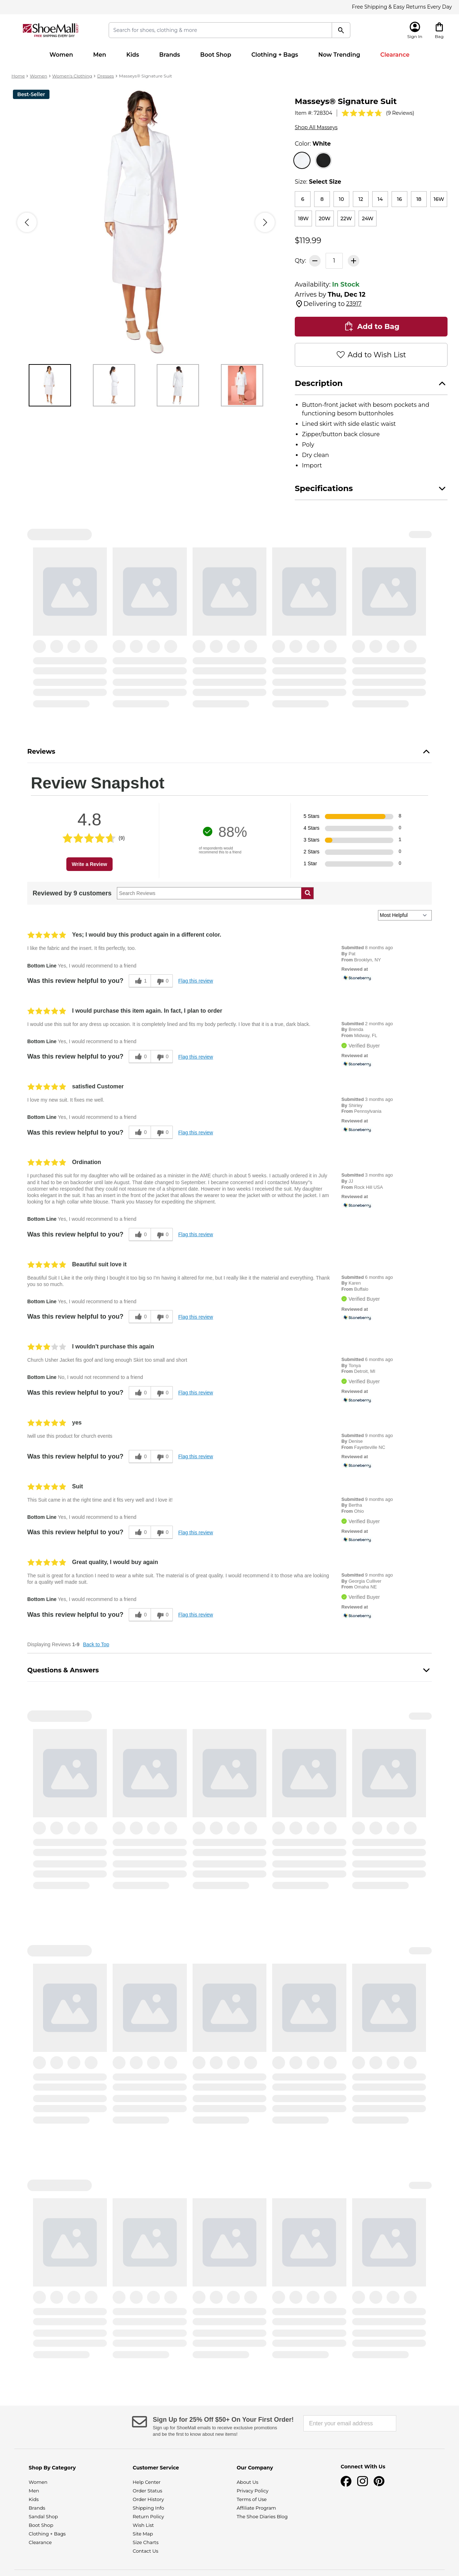 Free Shipping & Easy Returns Every Day
ShoeMall
FREE SHIPPING EVERY DAY
Search for shoes, clothing & more
Sign In
Bag
Women
Men
Kids
Brands
Boot Shop
Clothing + Bags
Now Trending
Clearance
Home > Women > Women's Clothing > Dresses > Masseys® Signature Suit
Best-Seller
Masseys® Signature Suit
Item #: 728304
(9 Reviews)
Shop All Masseys
Color: White
Size: Select Size
6
8
10
12
14
16
18
16W
18W
20W
22W
24W
$119.99
Qty:
1
Availability: In Stock
Arrives by Thu, Dec 12
Delivering to 23917
Add to Bag
Add to Wish List
Description
Button-front jacket with besom pockets and
functioning besom buttonholes
Lined skirt with side elastic waist
Zipper/button back closure
Poly
Dry clean
Import
Specifications
Reviews
Review Snapshot
4.8
(9)
Write a Review
88%
of respondents would
recommend this to a friend
5 Stars 8
4 Stars 0
3 Stars 1
2 Stars 0
1 Star 0
Reviewed by 9 customers
Search Reviews
Most Helpful
Yes; I would buy this product again in a different color.
I like the fabric and the insert. It fits perfectly, too.
Bottom Line Yes, I would recommend to a friend
Was this review helpful to you? 1 0 Flag this review
Submitted 8 months ago
By Pat
From Brooklyn, NY
Reviewed at
Stoneberry
I would purchase this item again. In fact, I plan to order
I would use this suit for any dress up occasion. It is completely lined and fits my body perfectly. I love that it is a true, dark black.
Bottom Line Yes, I would recommend to a friend
Was this review helpful to you? 0 0 Flag this review
Submitted 2 months ago
By Brenda
From Midway, FL
Verified Buyer
Reviewed at
Stoneberry
satisfied Customer
I love my new suit. It fixes me well.
Bottom Line Yes, I would recommend to a friend
Was this review helpful to you? 0 0 Flag this review
Submitted 3 months ago
By Shirley
From Pennsylvania
Reviewed at
Stoneberry
Ordination
I purchased this suit for my daughter who will be ordained as a minister in the AME church in about 5 weeks. I actually ordered it in July
and it had to be on backorder until late August. That date changed to September. I became concerned and I contacted Massey"s
customer who responded that they could not reassure me of a shipment date. However, within an two weeks I received the suit. My daughter
looks elegant in the suit. It has an insert in the front of the jacket that allows the person to wear the jacket with or without the jacket. I am
looking for a high collar white blouse. Thank you Massey for expediting the shipment.
Bottom Line Yes, I would recommend to a friend
Was this review helpful to you? 0 0 Flag this review
Submitted 3 months ago
By JJ
From Rock Hill USA
Reviewed at
Stoneberry
Beautiful suit love it
Beautiful Suit I Like it the only thing I bought it too big so I'm having it altered for me, but I really like it the material and everything. Thank
you so so much.
Bottom Line Yes, I would recommend to a friend
Was this review helpful to you? 0 0 Flag this review
Submitted 6 months ago
By Karen
From Buffalo
Verified Buyer
Reviewed at
Stoneberry
I wouldn't purchase this again
Church Usher Jacket fits goof and long enough Skirt too small and short
Bottom Line No, I would not recommend to a friend
Was this review helpful to you? 0 0 Flag this review
Submitted 6 months ago
By Tonya
From Detroit, MI
Verified Buyer
Reviewed at
Stoneberry
yes
iwill use this product for church events
Was this review helpful to you? 0 0 Flag this review
Submitted 8 months ago
By Denise
From Fayetteville NC
Reviewed at
Stoneberry
Suit
This Suit came in at the right time and it fits very well and I love it!
Bottom Line Yes, I would recommend to a friend
Was this review helpful to you? 0 0 Flag this review
Submitted 9 months ago
By Bertha
From Ohio
Verified Buyer
Reviewed at
Stoneberry
Great quality, I would buy again
The suit is great for a function I need to wear a white suit. The material is of great quality. I would recommend it to those who are looking
for a quality well made suit.
Bottom Line Yes, I would recommend to a friend
Was this review helpful to you? 0 0 Flag this review
Submitted 8 months ago
By Georgia Culliver
From Omaha NE
Verified Buyer
Reviewed at
Stoneberry
Displaying Reviews 1-9 Back to Top
Questions & Answers
Sign Up for 25% Off $50+ On Your First Order!
Sign up for ShoeMall emails to receive exclusive promotions
and be the first to know about new items!
Enter your email address
Shop By Category
Women
Men
Kids
Brands
Sandal Shop
Boot Shop
Clothing + Bags
Clearance
Customer Service
Help Center
Order Status
Order History
Shipping Info
Return Policy
Wish List
Site Map
Size Charts
Contact Us
Our Company
About Us
Privacy Policy
Terms of Use
Affiliate Program
The Shoe Diaries Blog
Connect With Us